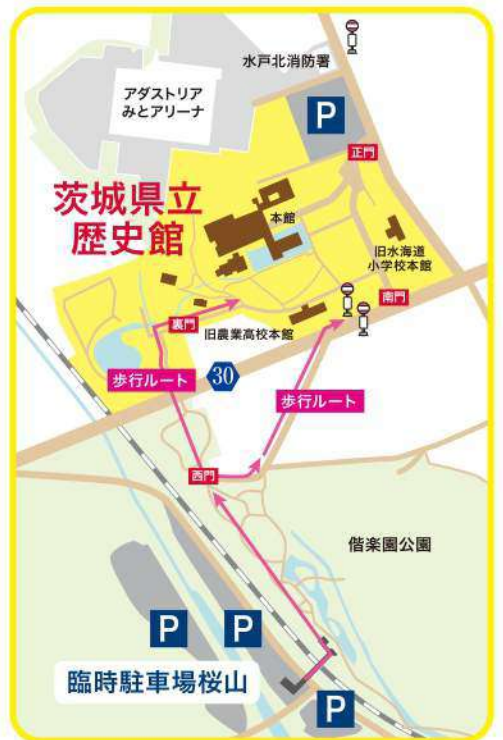 水戸北消防署
アダストリア
みとアリーナ
P
正門
茨城県立
歴史館
本館
旧水海道
小学校本館
南門
裏門
旧農業高校本館
歩行ルート
30
歩行ルート
西門
偕楽園公園
P
P
臨時駐車場桜山
P